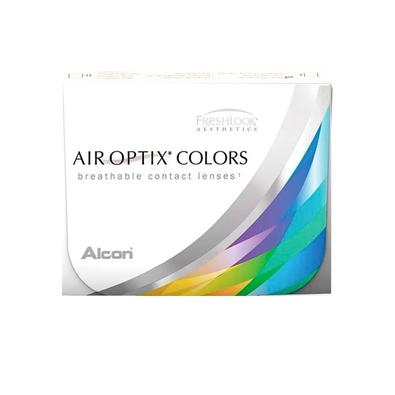 FRESHLOOK®
AESTHETICS
AIR OPTIX® COLORS
breathable contact lenses¹
Alcon®